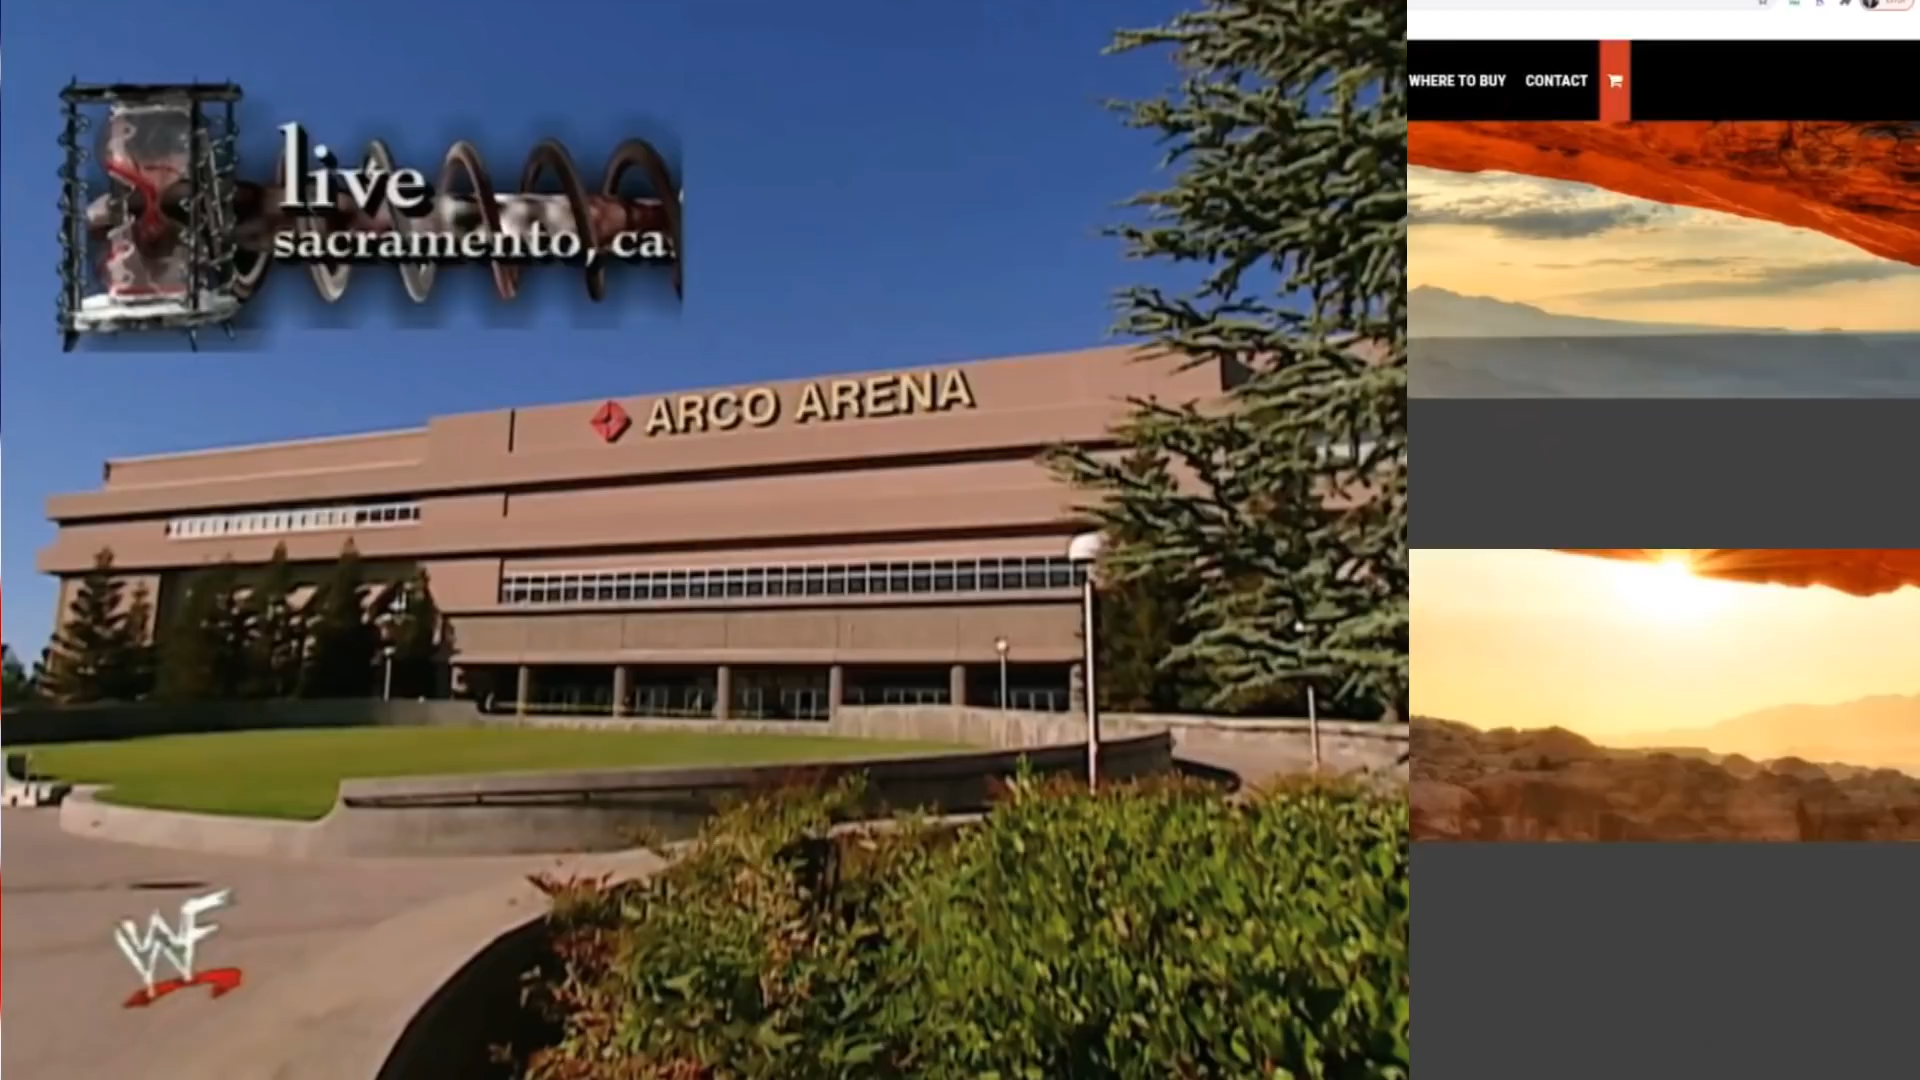 live
sacramento, ca.
ARCO ARENA
WF
WHERE TO BUY
CONTACT